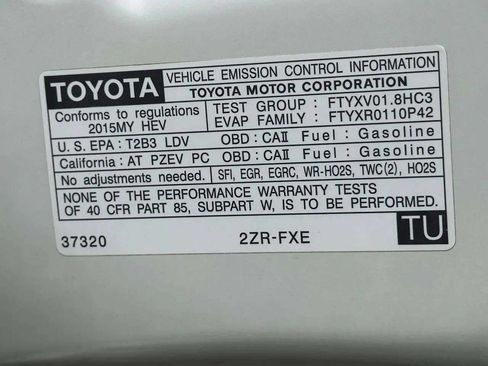 TOYOTA VEHICLE EMISSION CONTROL INFORMATION
TOYOTA MOTOR CORPORATION
Conforms to regulations
2015MY HEV
TEST GROUP : FTYXV01.8HC3
EVAP FAMILY : FTYXR0110P42
U.S. EPA : T2B3 LDV OBD : CAII Fuel : Gasoline
California : AT PZEV PC OBD : CAII Fuel : Gasoline
No adjustments needed. SFI, EGR, EGRC, WR-HO2S, TWC(2), HO2S
NONE OF THE PERFORMANCE WARRANTY TESTS
OF 40 CFR PART 85, SUBPART W, IS TO BE PERFORMED.
37320 2ZR-FXE TU